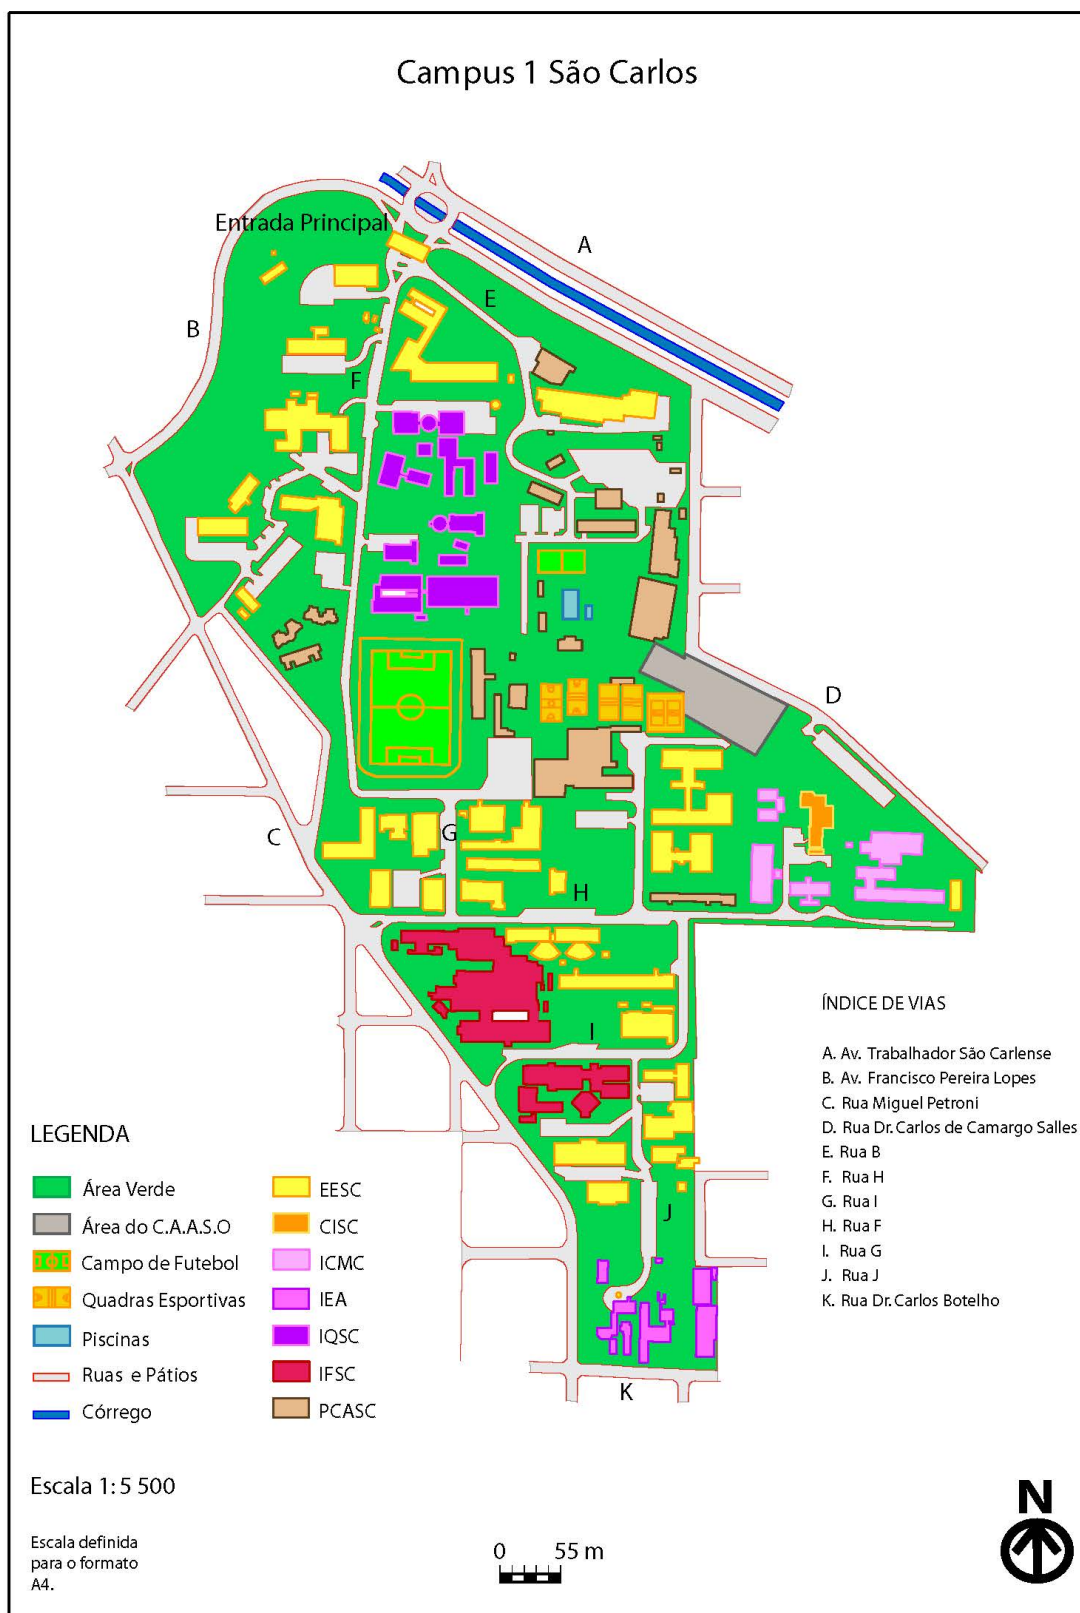 Campus 1 São Carlos
Entrada Principal
A
E
B
F
D
C
G
H
I
J
K
ÍNDICE DE VIAS
A. Av. Trabalhador São Carlense
B. Av. Francisco Pereira Lopes
C. Rua Miguel Petroni
D. Rua Dr. Carlos de Camargo Salles
E. Rua B
F. Rua H
G. Rua I
H. Rua F
I. Rua G
J. Rua J
K. Rua Dr. Carlos Botelho
LEGENDA
Área Verde
Área do C.A.A.S.O
Campo de Futebol
Quadras Esportivas
Piscinas
Ruas e Pátios
Córrego
EESC
CISC
ICMC
IEA
IQSC
IFSC
PCASC
Escala 1:5 500
Escala definida
para o formato
A4.
0 55 m
N